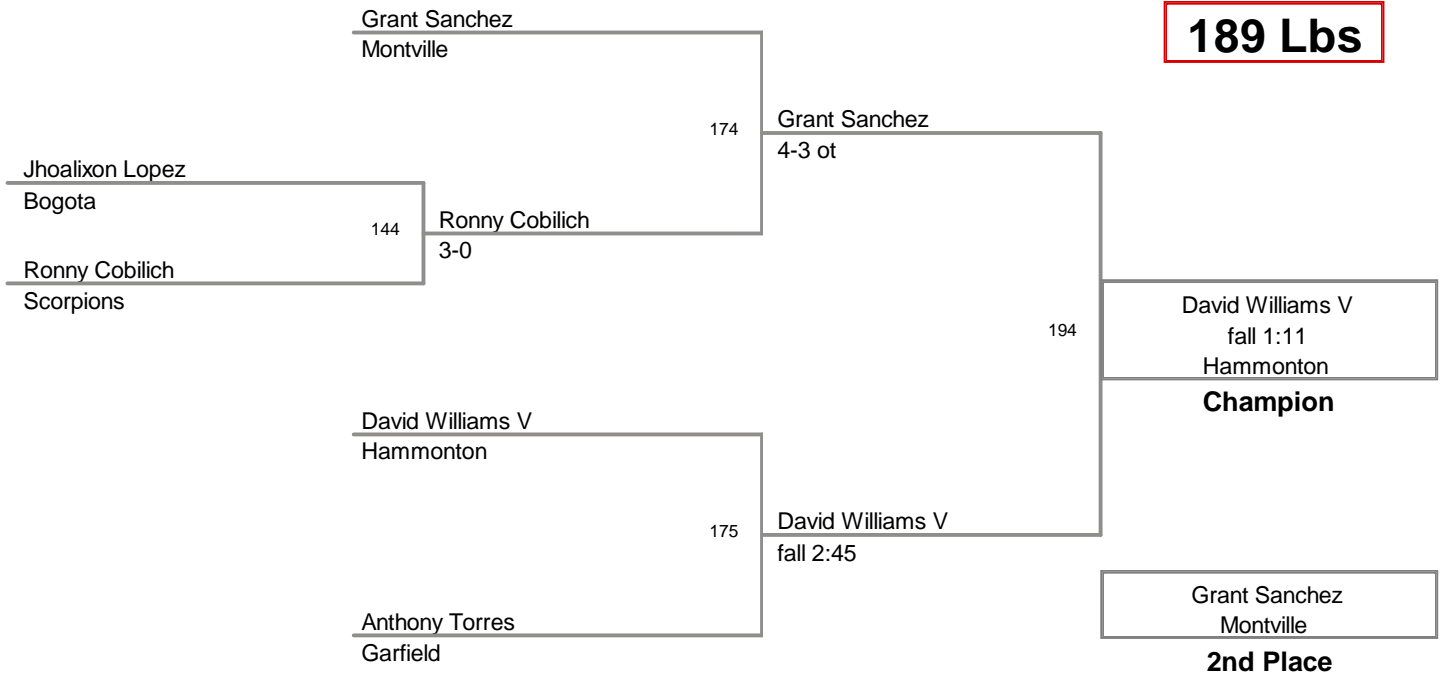 189 Lbs
Grant Sanchez
Montville
174
Grant Sanchez
4-3 ot
Jhoalixon Lopez
Bogota
144
Ronny Cobilich
3-0
Ronny Cobilich
Scorpions
194
David Williams V
fall 1:11
Hammonton
Champion
David Williams V
Hammonton
175
David Williams V
fall 2:45
Anthony Torres
Garfield
Grant Sanchez
Montville
2nd Place